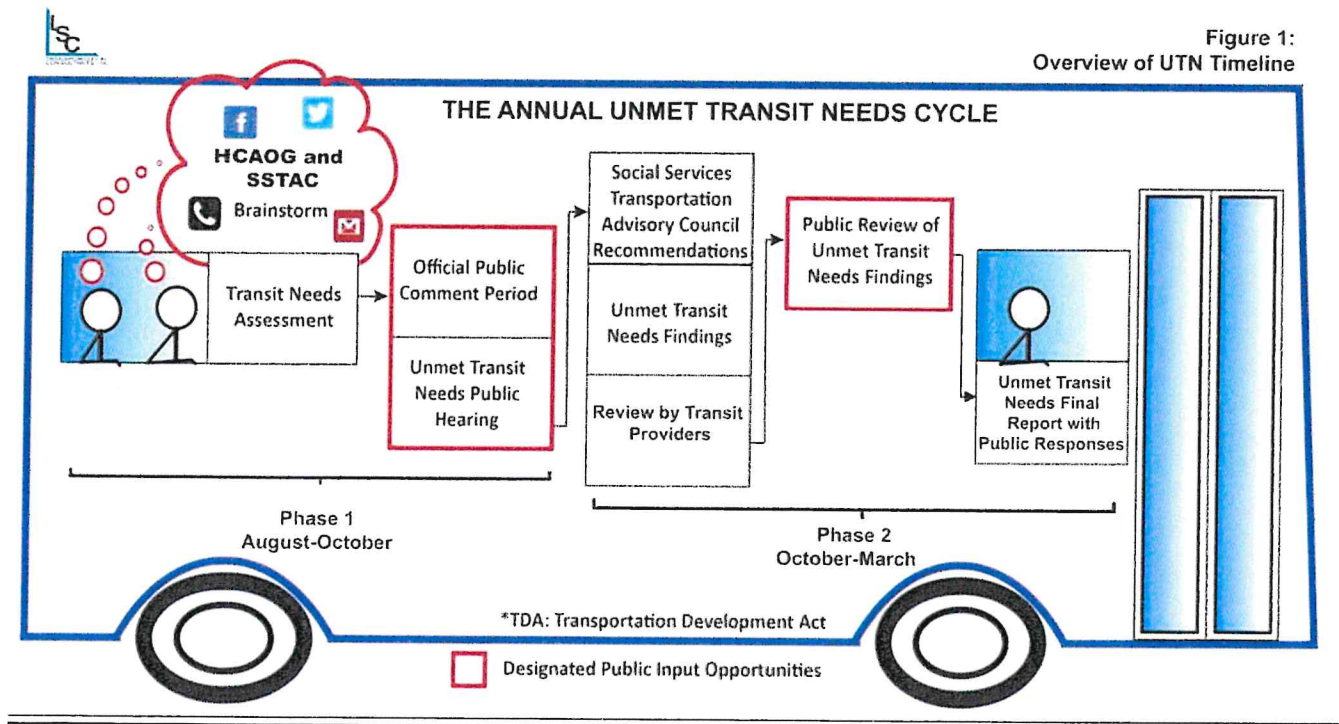 LSC
Figure 1:
Overview of UTN Timeline
THE ANNUAL UNMET TRANSIT NEEDS CYCLE
HCAOG and
SSTAC
Brainstorm
Transit Needs
Assessment
Official Public
Comment Period
Unmet Transit
Needs Public
Hearing
Social Services
Transportation
Advisory Council
Recommendations
Unmet Transit
Needs Findings
Review by Transit
Providers
Public Review of
Unmet Transit
Needs Findings
Unmet Transit
Needs Final
Report with
Public Responses
Phase 1
August-October
Phase 2
October-March
*TDA: Transportation Development Act
Designated Public Input Opportunities